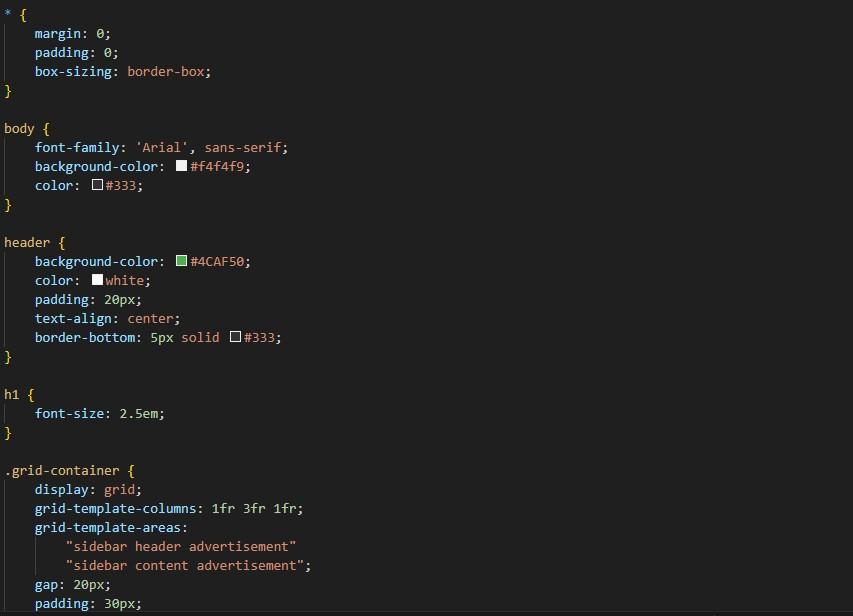 * {
    margin: 0;
    padding: 0;
    box-sizing: border-box;
}

body {
    font-family: 'Arial', sans-serif;
    background-color: #f4f4f9;
    color: #333;
}

header {
    background-color: #4CAF50;
    color: white;
    padding: 20px;
    text-align: center;
    border-bottom: 5px solid #333;
}

h1 {
    font-size: 2.5em;
}

.grid-container {
    display: grid;
    grid-template-columns: 1fr 3fr 1fr;
    grid-template-areas:
        "sidebar header advertisement"
        "sidebar content advertisement";
    gap: 20px;
    padding: 30px;